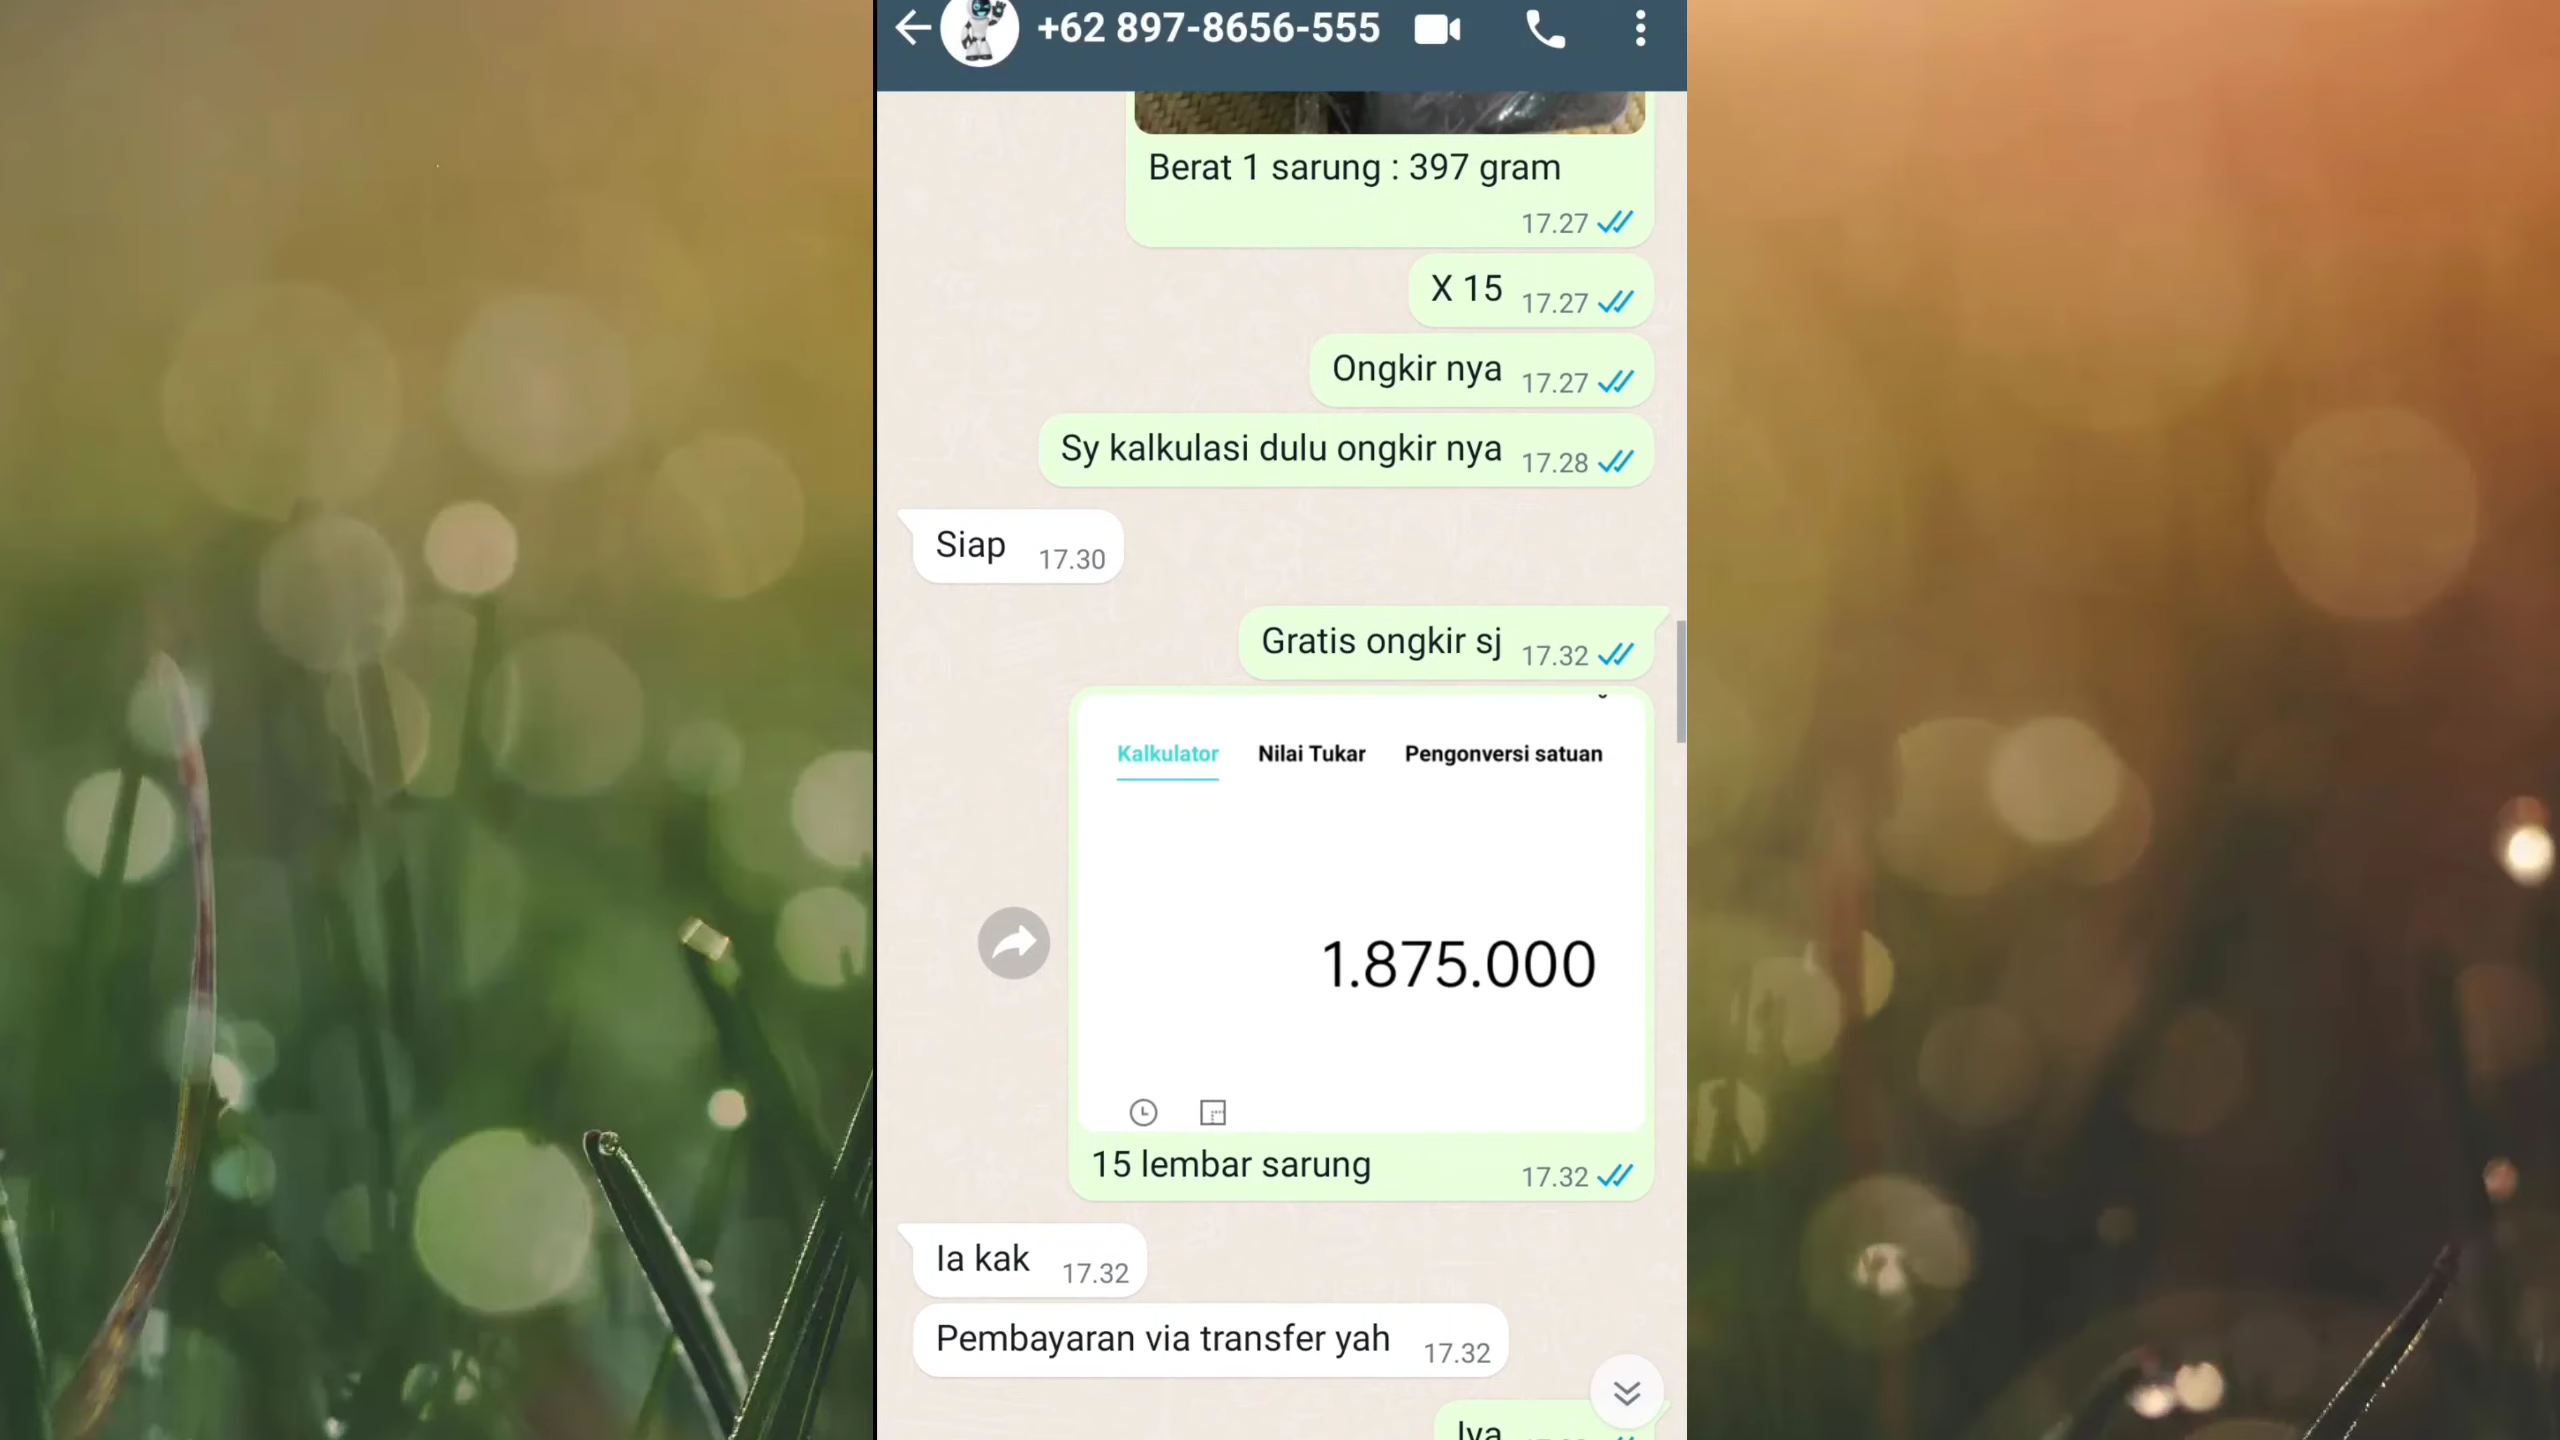 +62 897-8656-555
Berat 1 sarung : 397 gram
17.27
X 15 17.27
Ongkir nya 17.27
Sy kalkulasi dulu ongkir nya 17.28
Siap 17.30
Gratis ongkir sj 17.32
Kalkulator Nilai Tukar Pengonversi satuan
1.875.000
15 lembar sarung 17.32
Ia kak 17.32
Pembayaran via transfer yah 17.32
Iya